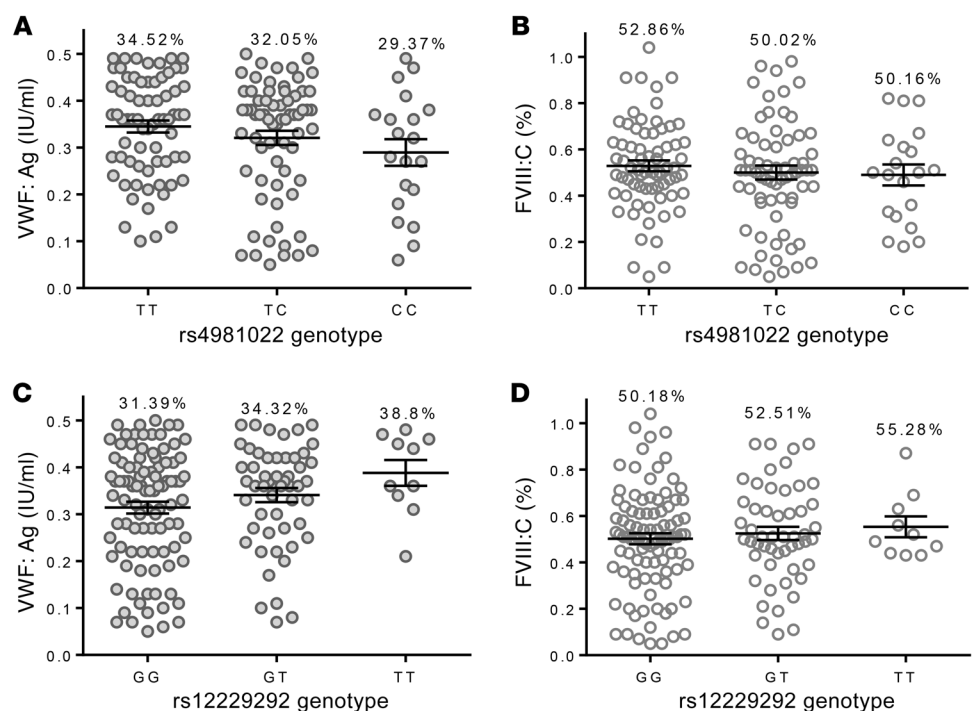 A
34.52% 32.05% 29.37%
0.5
0.4
0.3
0.2
0.1
0.0
VWF: Ag (IU/ml)
TT TC CC
rs4981022 genotype
B
52.86% 50.02% 50.16%
1.0
0.8
0.6
0.4
0.2
0.0
FVIII:C (%)
TT TC CC
rs4981022 genotype
C
31.39% 34.32% 38.8%
0.5
0.4
0.3
0.2
0.1
0.0
VWF: Ag (IU/ml)
GG GT TT
rs12229292 genotype
D
50.18% 52.51% 55.28%
1.0
0.8
0.6
0.4
0.2
0.0
FVIII:C (%)
GG GT TT
rs12229292 genotype